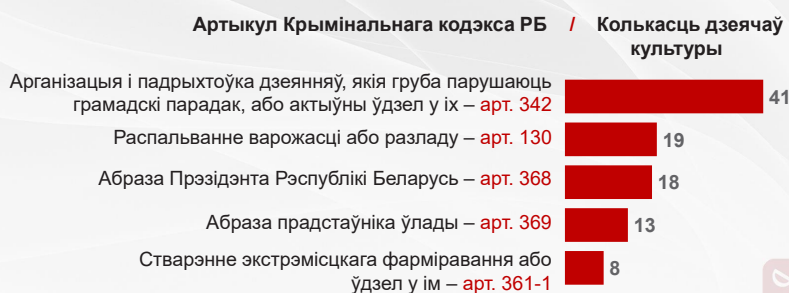 Артыкул Крымінальнага кодэкса РБ / Колькасць дзеячаў
культуры
Арганізацыя і падрыхтоўка дзеянняў, якія груба парушаюць
грамадскі парадак, або актыўны ўдзел у іх – арт. 342 41
Распальванне варожасці або разладу – арт. 130 19
Абраза Прэзідэнта Рэспублікі Беларусь – арт. 368 18
Абраза прадстаўніка ўлады – арт. 369 13
Стварэнне экстрэмісцкага фарміравання або
ўдзел у ім – арт. 361-1 8